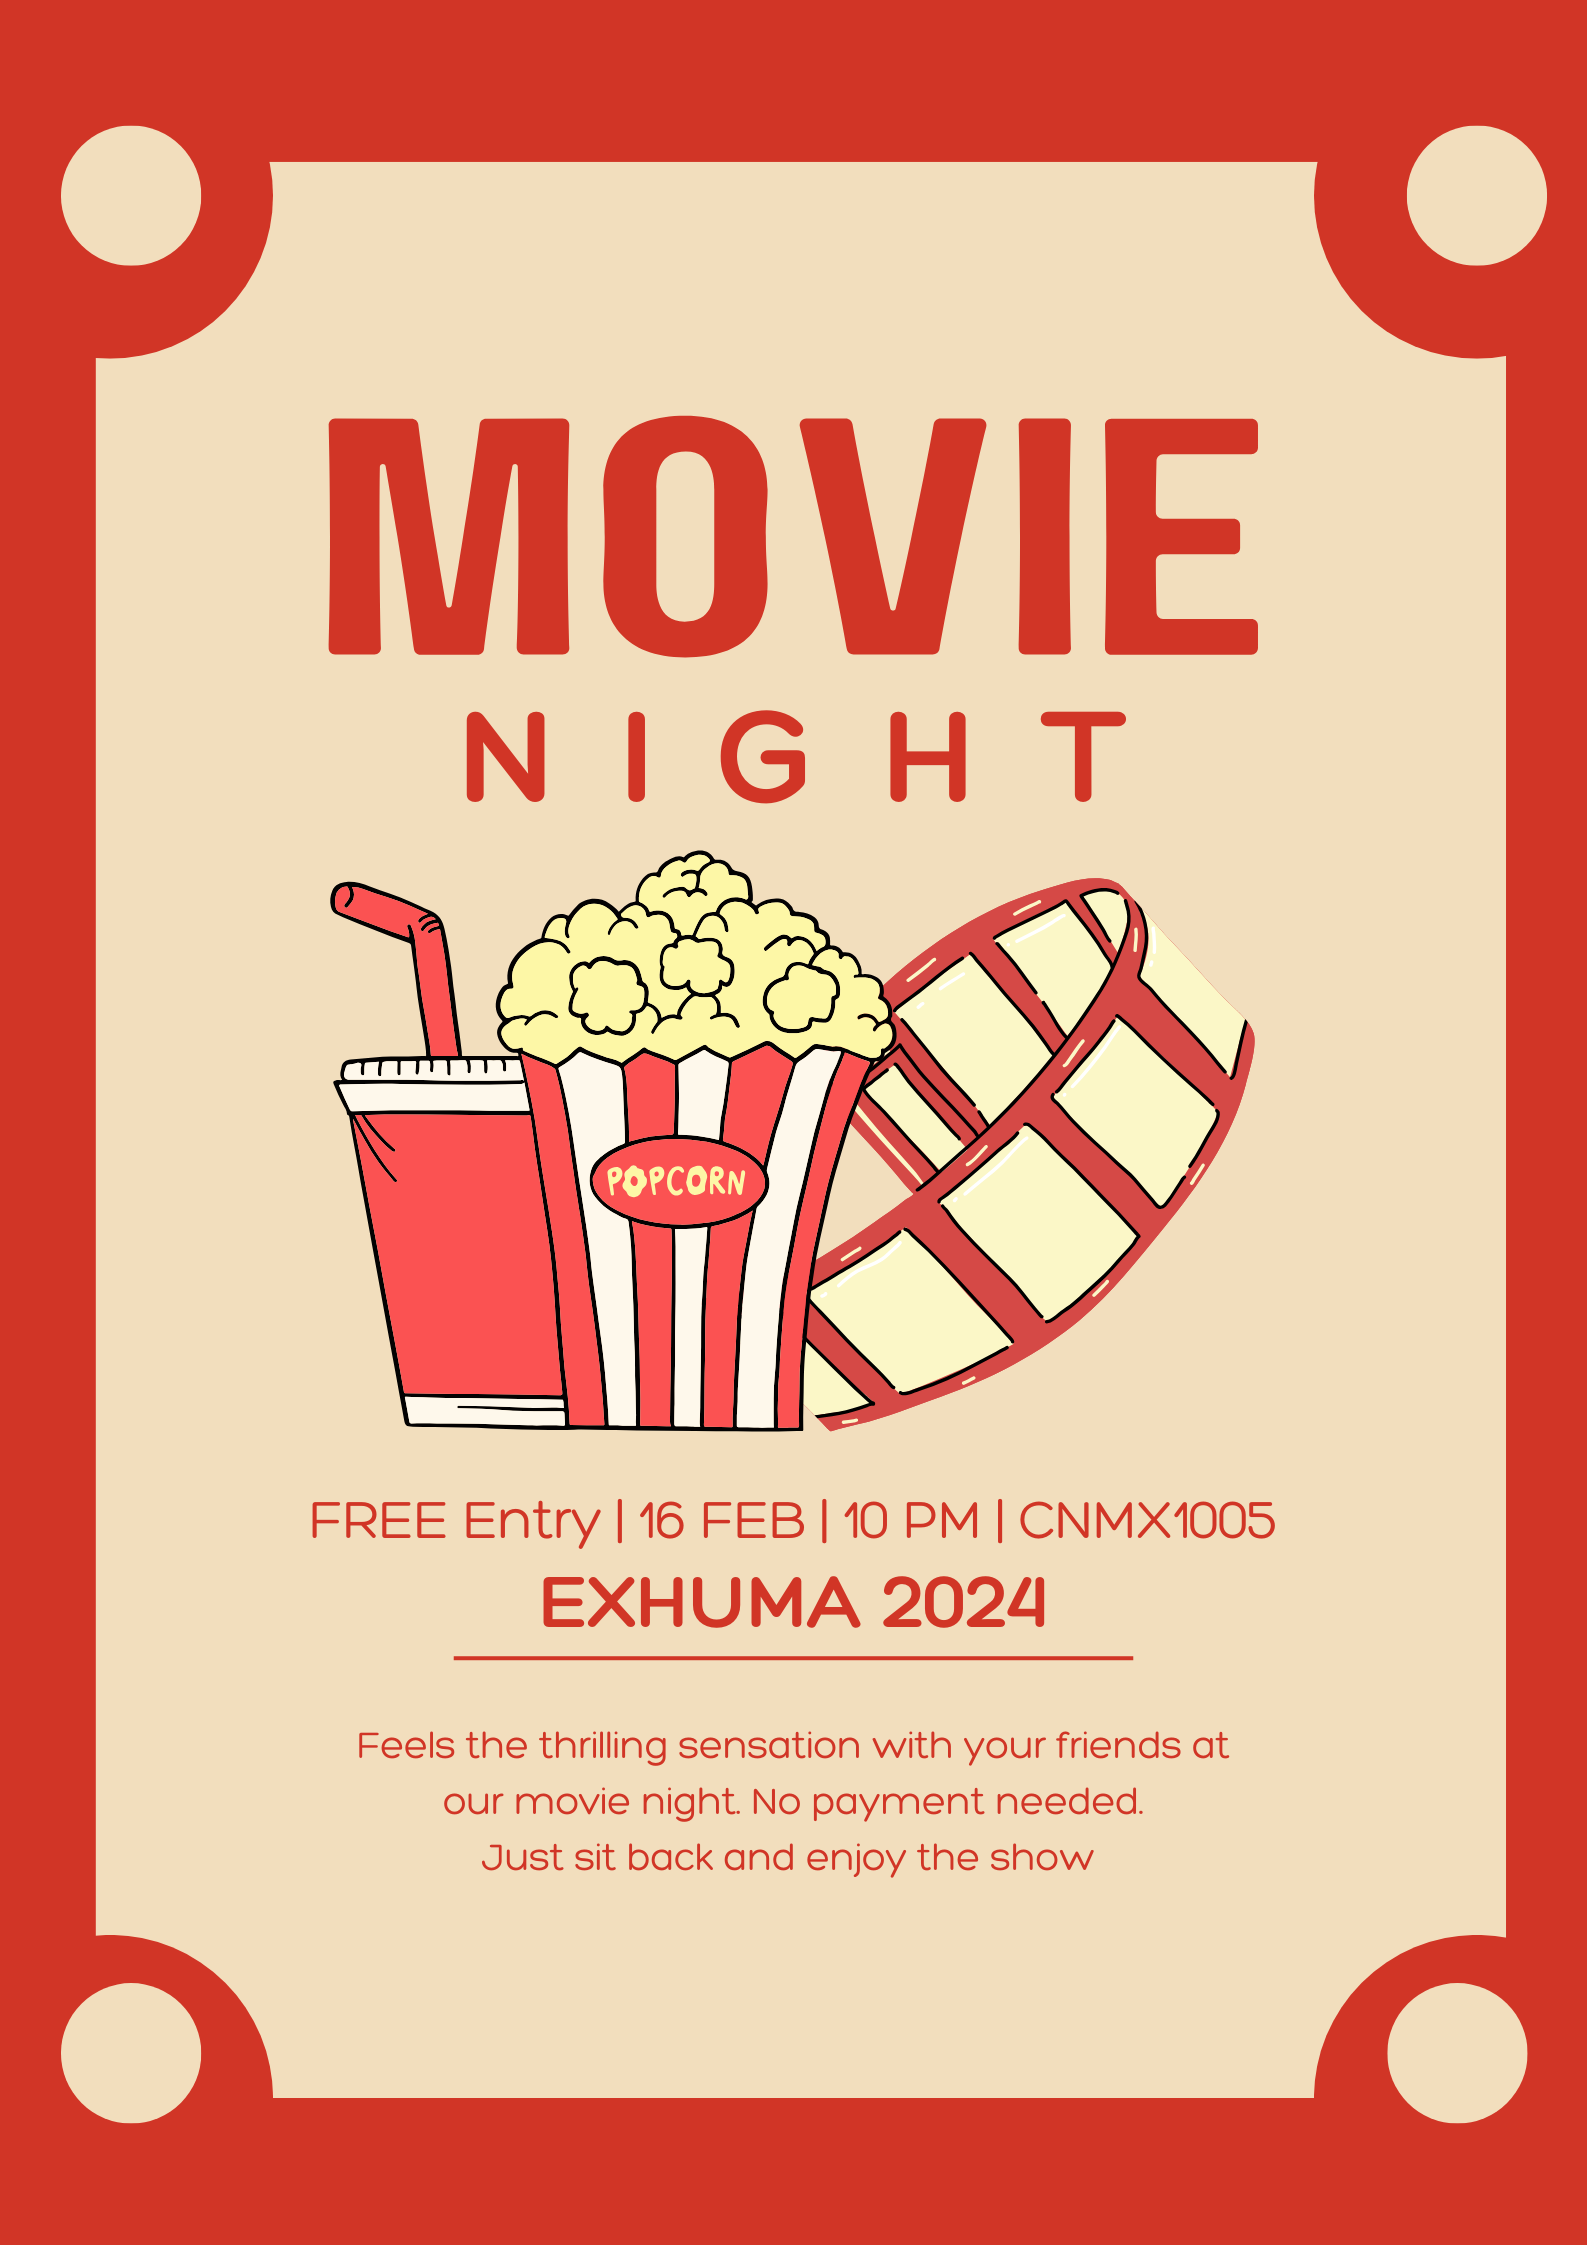 MOVIE
NIGHT
POPCORN
FREE Entry | 16 FEB | 10 PM | CNMX1005
EXHUMA 2024
Feels the thrilling sensation with your friends at
our movie night. No payment needed.
Just sit back and enjoy the show